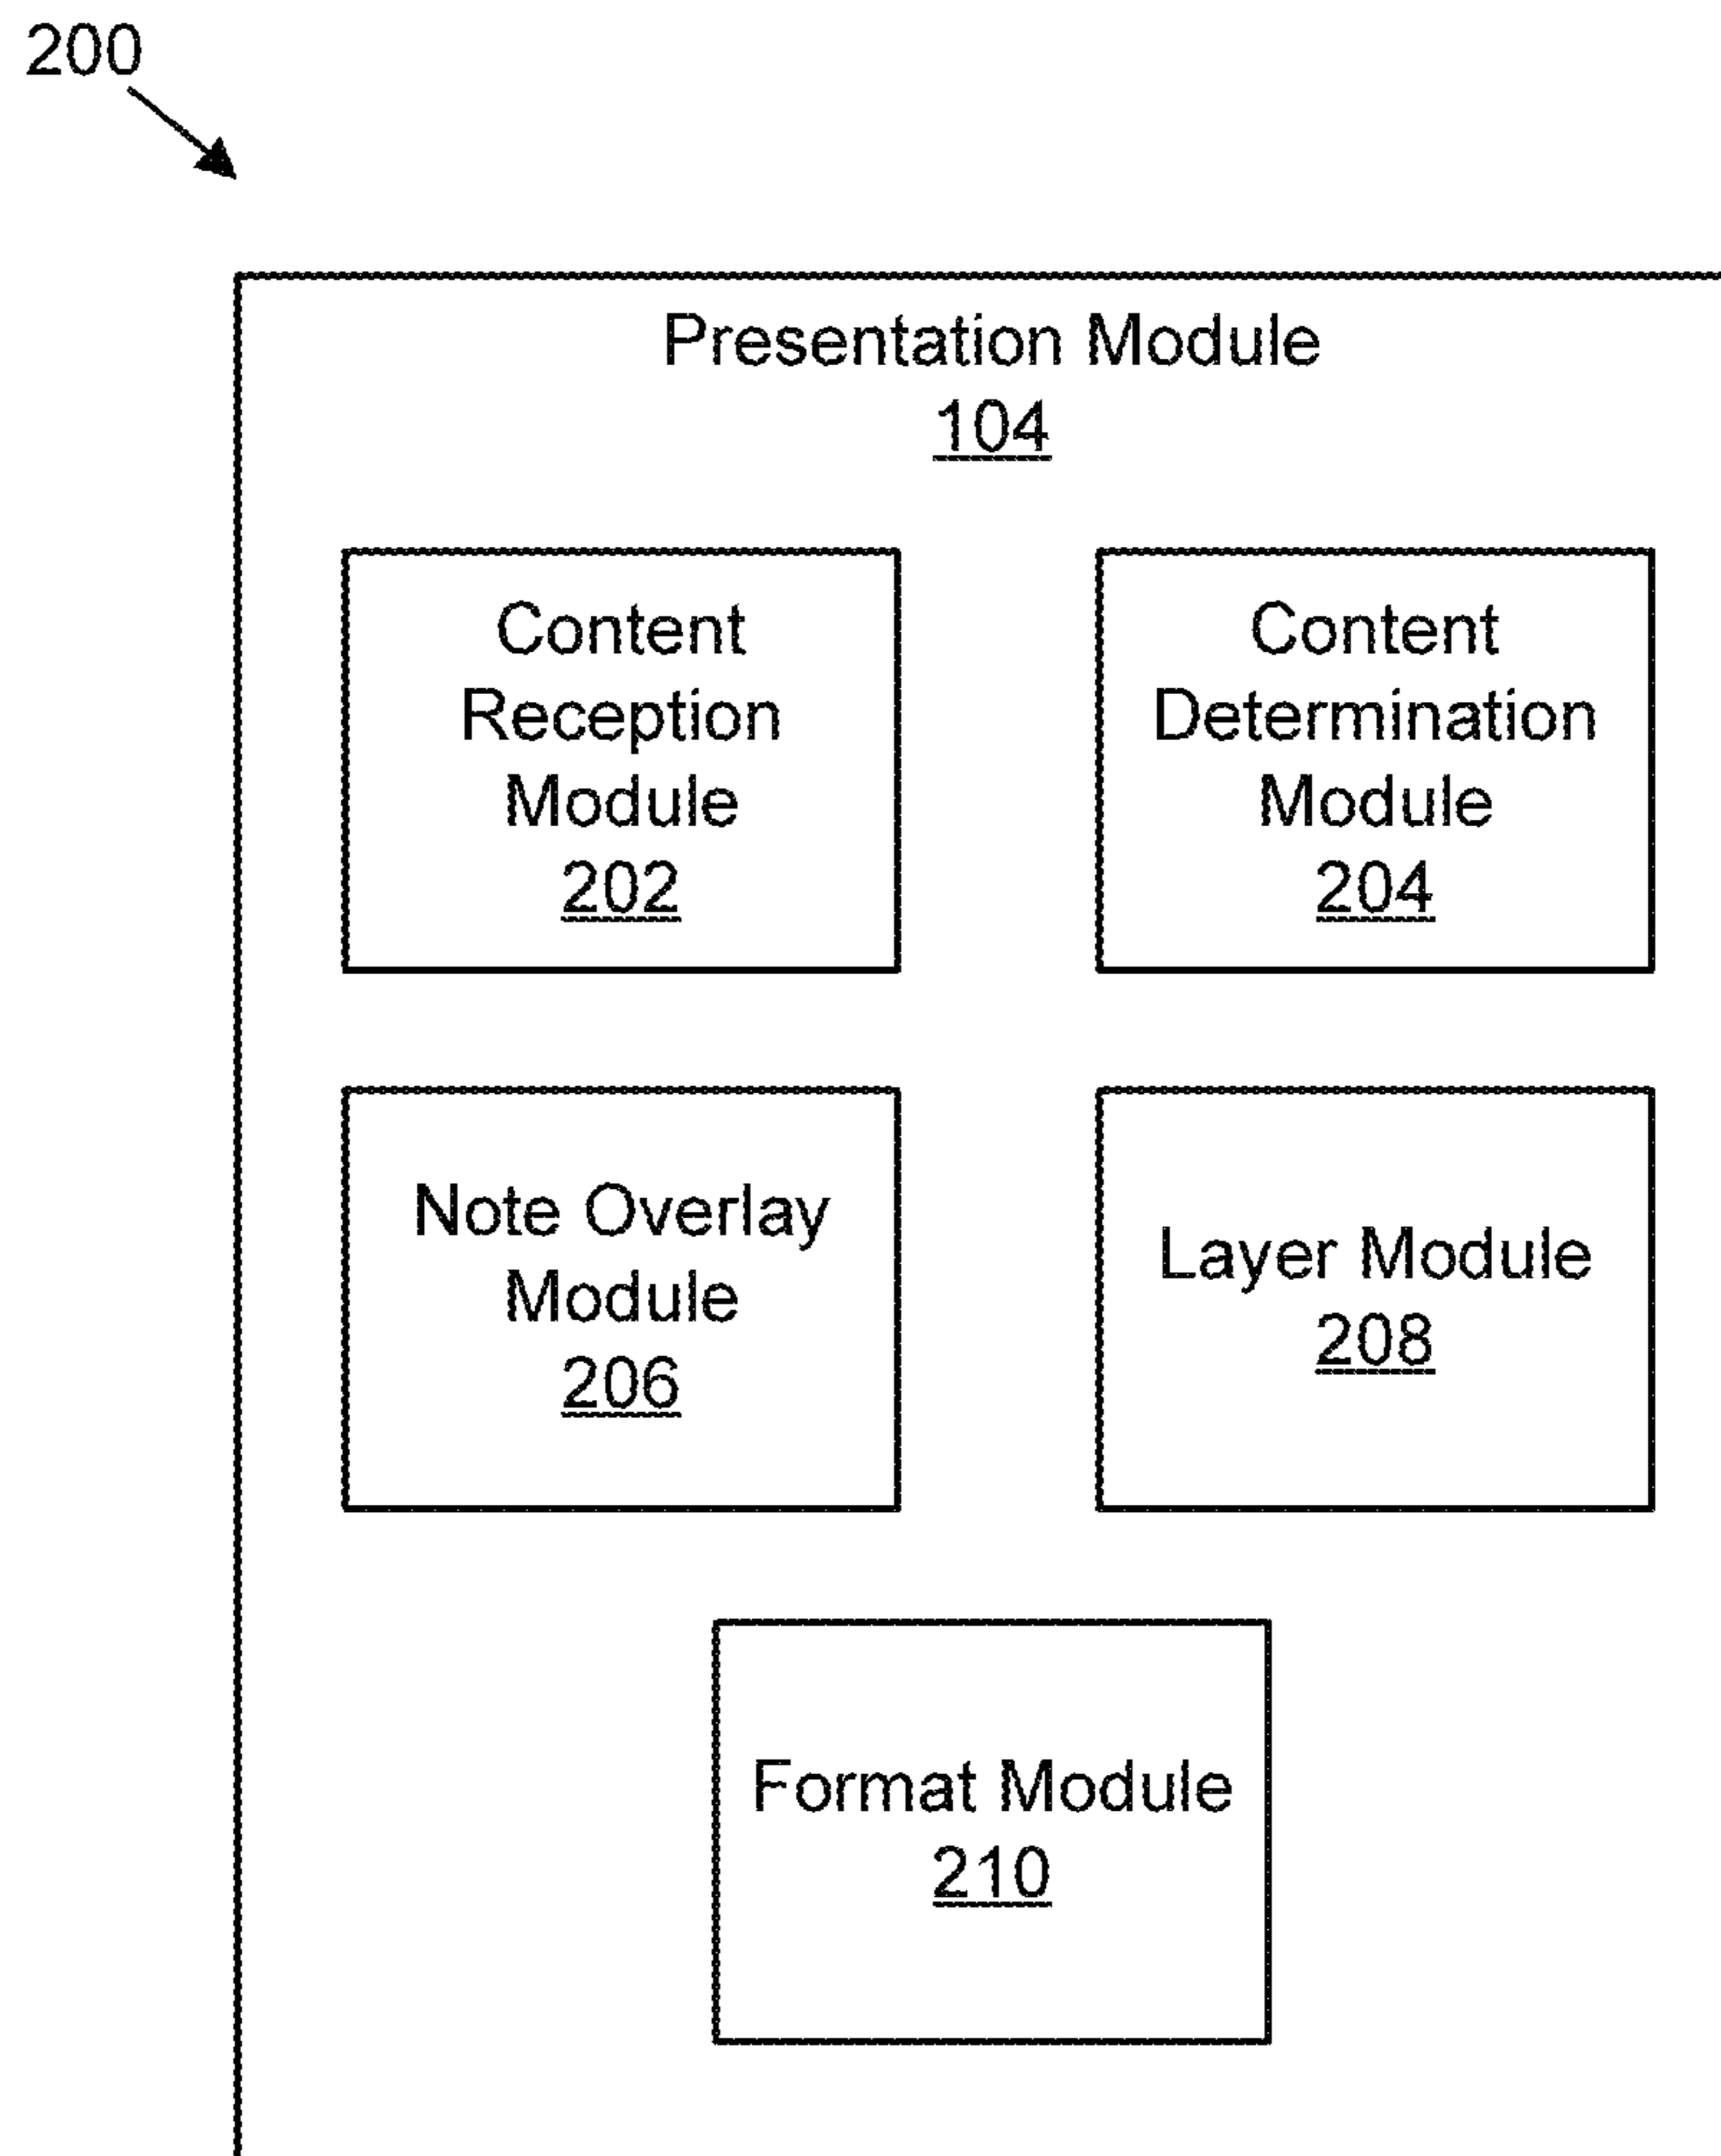 200
Presentation Module
104
Content
Reception
Module
202
Content
Determination
Module
204
Note Overlay
Module
206
Layer Module
208
Format Module
210